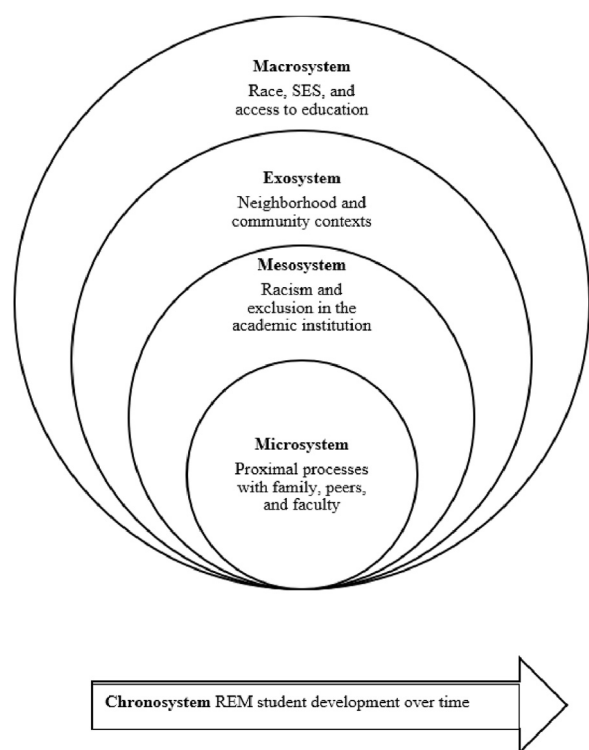 Macrosystem
Race, SES, and
access to education
Exosystem
Neighborhood and
community contexts
Mesosystem
Racism and
exclusion in the
academic institution
Microsystem
Proximal processes
with family, peers,
and faculty
Chronosystem REM student development over time